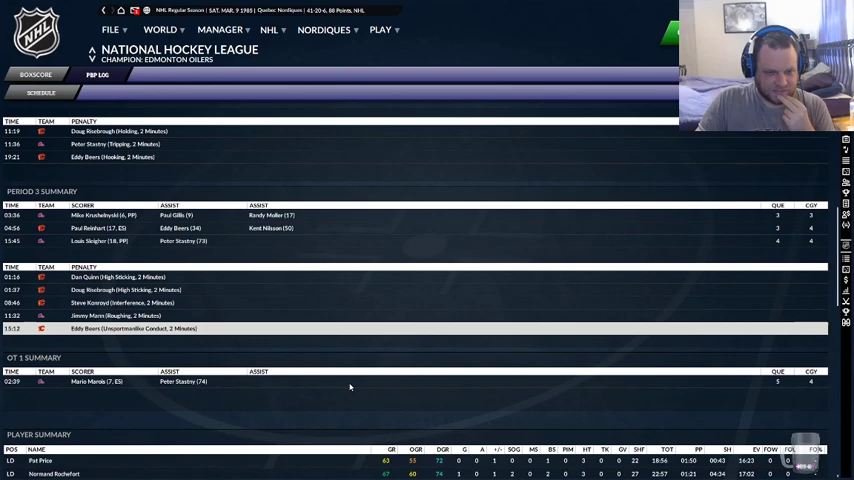 NHL Regular Season | SAT, MAR. 9 1985 | Quebec Nordiques | 41-20-6, 88 Points, NHL
NHL
FILE WORLD MANAGER NHL NORDIQUES PLAY
NATIONAL HOCKEY LEAGUE
CHAMPION: EDMONTON OILERS
BOXSCORE PBP LOG
SCHEDULE
TIME TEAM PENALTY
11:19 Doug Risebrough (Holding, 2 Minutes)
11:36 Peter Stastny (Tripping, 2 Minutes)
19:21 Eddy Beers (Hooking, 2 Minutes)
PERIOD 3 SUMMARY
TIME TEAM SCORER ASSIST ASSIST QUE CGY
03:36 Mike Krushelnyski (6, PP) Paul Gillis (9) Randy Moller (17) 3 3
04:56 Paul Reinhart (17, ES) Eddy Beers (34) Kent Nilsson (50) 3 4
15:45 Louis Sleigher (18, PP) Peter Stastny (73) 4 4
TIME TEAM PENALTY
01:16 Dan Quinn (High Sticking, 2 Minutes)
01:37 Doug Risebrough (High Sticking, 2 Minutes)
08:46 Steve Konroyd (Interference, 2 Minutes)
11:32 Jimmy Mann (Roughing, 2 Minutes)
15:12 Eddy Beers (Unsportmanlike Conduct, 2 Minutes)
OT 1 SUMMARY
TIME TEAM SCORER ASSIST ASSIST QUE CGY
02:39 Mario Marois (7, ES) Peter Stastny (74) 5 4
PLAYER SUMMARY
POS NAME GR OGR DGR G A +/- SOG MS BS PIM HT TK GV SHF TOT PP SH EV FOW FO%
LD Pat Price 63 55 72 0 0 1 0 0 1 0 3 0 0 22 18:56 01:50 00:43 16:23 0 0
LD Normand Rochefort 67 60 74 1 0 1 2 0 2 0 3 0 0 27 22:57 01:21 04:34 17:02 0 0